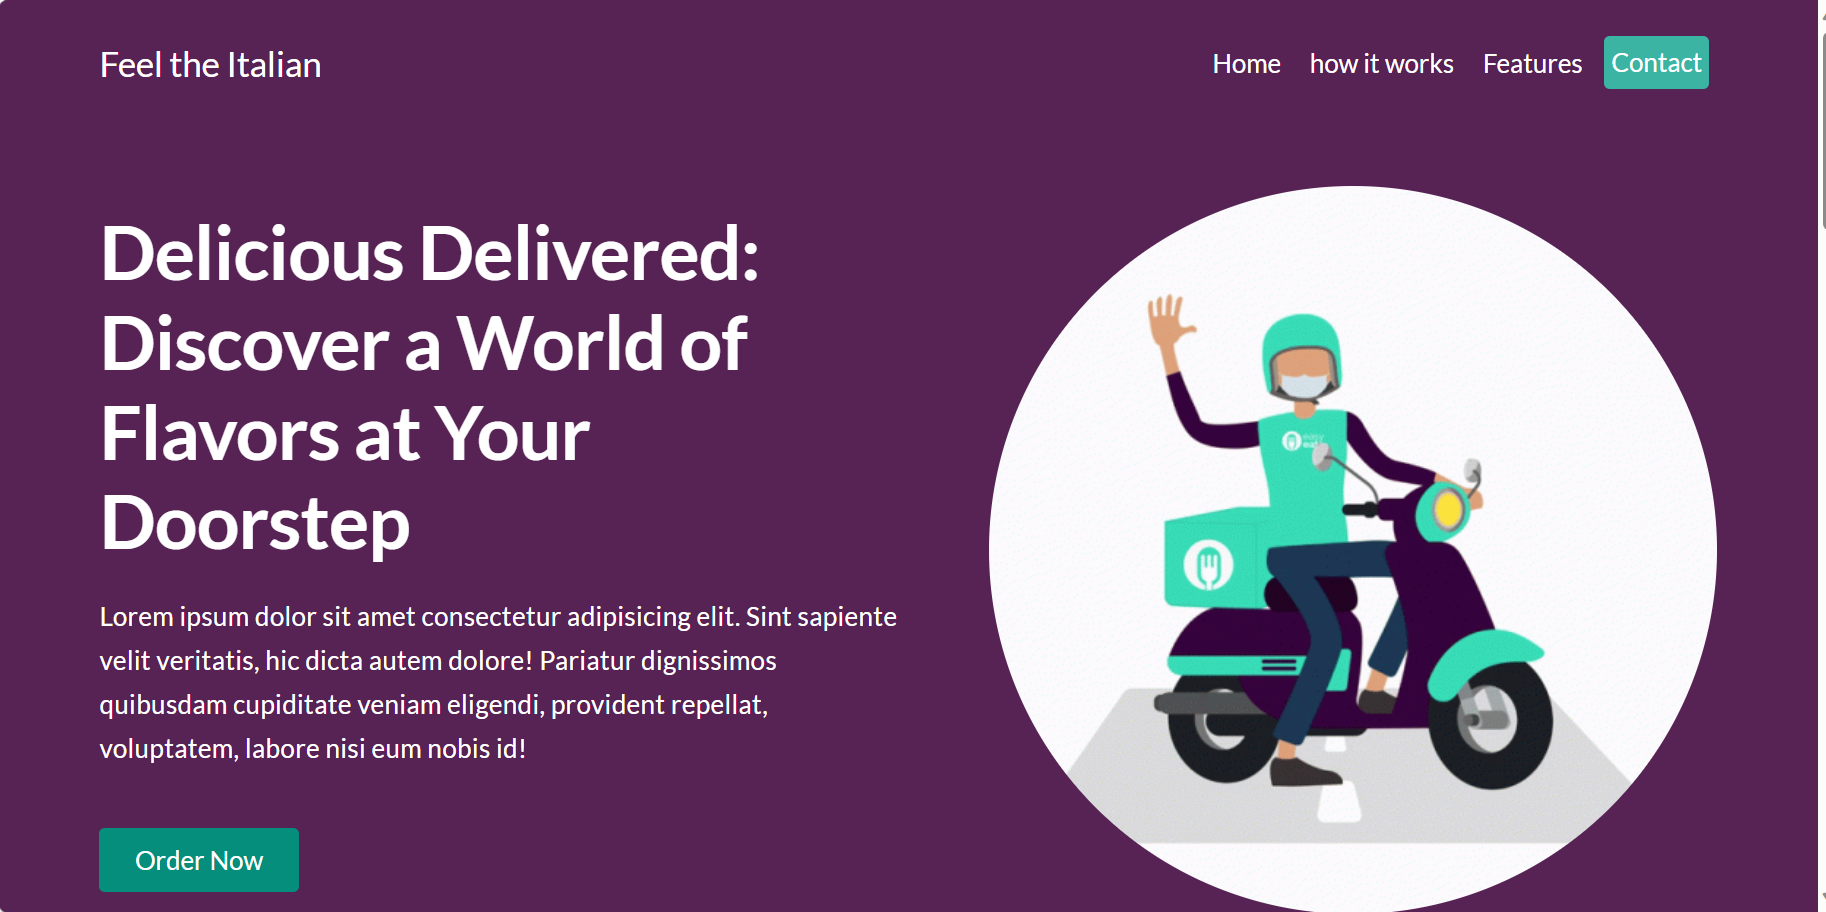 Feel the Italian
Home how it works Features Contact
Delicious Delivered:
Discover a World of
Flavors at Your
Doorstep
Lorem ipsum dolor sit amet consectetur adipisicing elit. Sint sapiente
velit veritatis, hic dicta autem dolore! Pariatur dignissimos
quibusdam cupiditate veniam eligendi, provident repellat,
voluptatem, labore nisi eum nobis id!
Order Now
easy